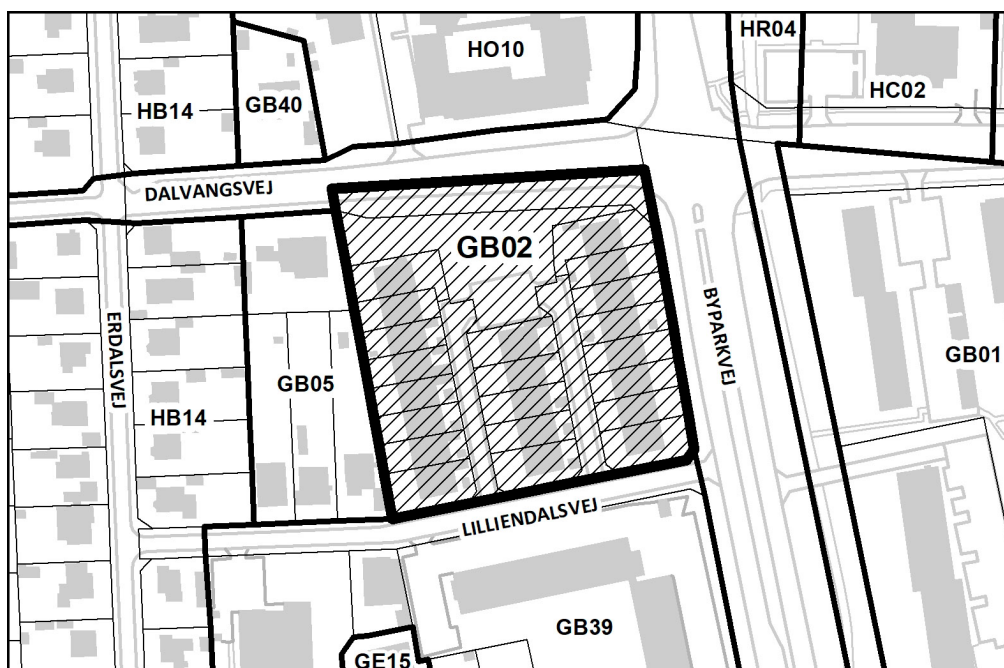 HR04
HO10
HC02
HB14
GB40
DALVANGSVEJ
GB02
BYPARKVEJ
ERDALSVEJ
GB01
GB05
HB14
LILLIENDALSVEJ
GB39
GE15